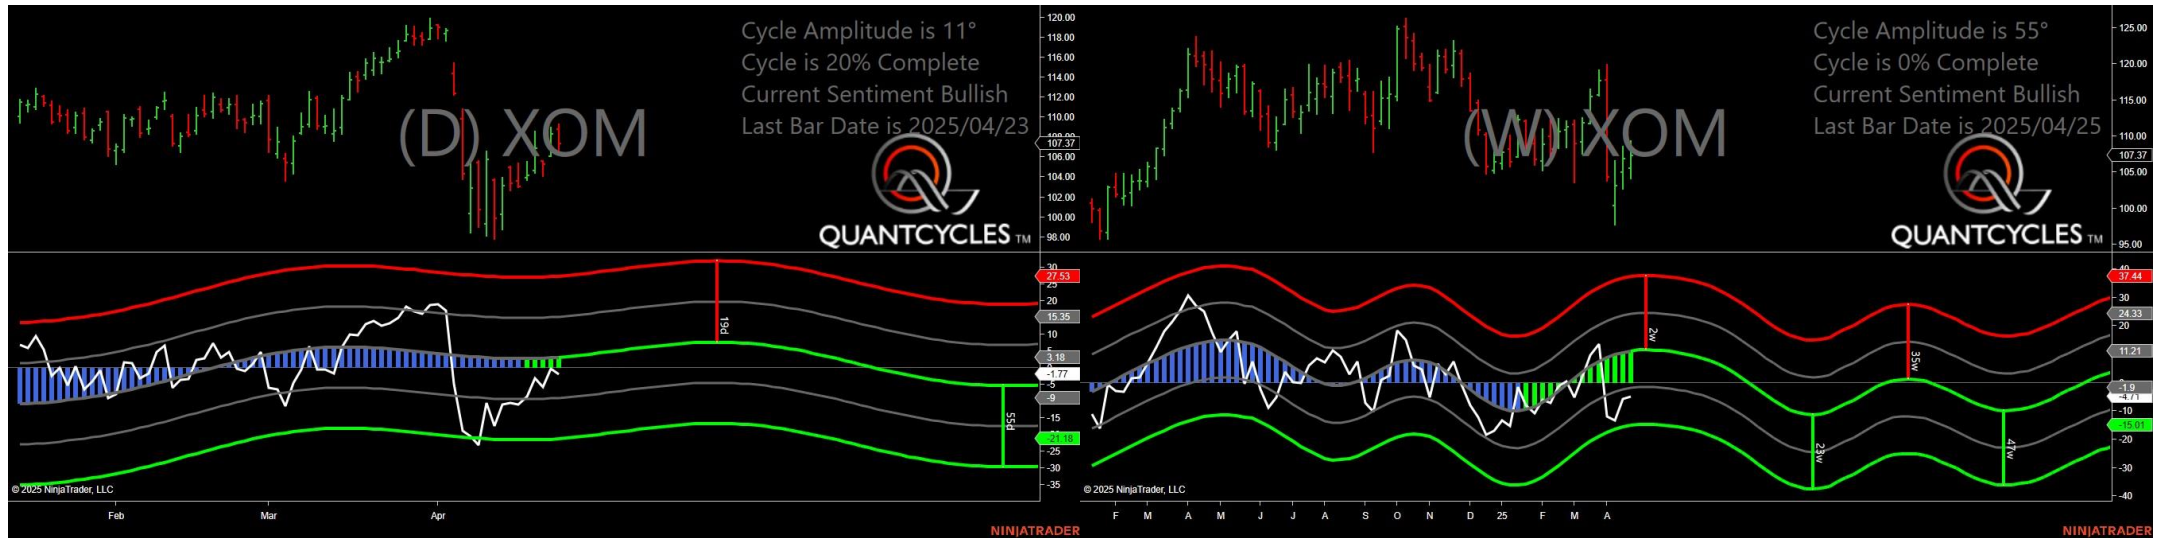 Cycle Amplitude is 11°
Cycle is 20% Complete
Current Sentiment Bullish
Last Bar Date is 2025/04/23
(D) XOM
QUANTCYCLES TM
120.00
118.00
116.00
114.00
112.00
110.00
107.37
106.00
104.00
102.00
100.00
98.00
30
27.53
25
20
15.35
10
5
3.18
-1.77
-5
-9
-15
-21.18
-25
-30
-35
19d
55d
© 2025 NinjaTrader, LLC
Feb
Mar
Apr
NINJATRADER
Cycle Amplitude is 55°
Cycle is 0% Complete
Current Sentiment Bullish
Last Bar Date is 2025/04/25
(W) XOM
QUANTCYCLES TM
125.00
120.00
115.00
110.00
107.37
105.00
100.00
95.00
37.44
30
24.33
20
11.21
-1.9
-4.71
-10
-15.01
-20
-30
-40
2w
35w
23w
47w
© 2025 NinjaTrader, LLC
F
M
A
M
J
J
A
S
O
N
D
25
F
M
A
NINJATRADER